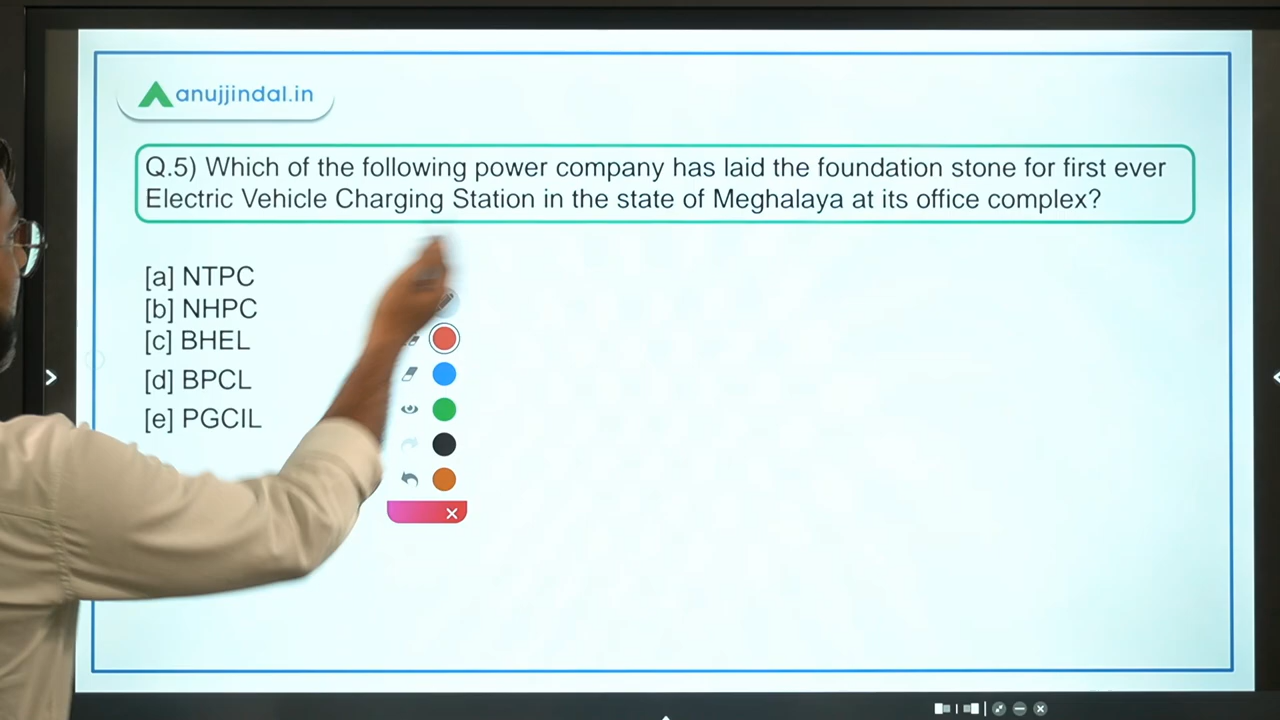 anujjindal.in
Q.5) Which of the following power company has laid the foundation stone for first ever
Electric Vehicle Charging Station in the state of Meghalaya at its office complex?
[a] NTPC
[b] NHPC
[c] BHEL
[d] BPCL
[e] PGCIL